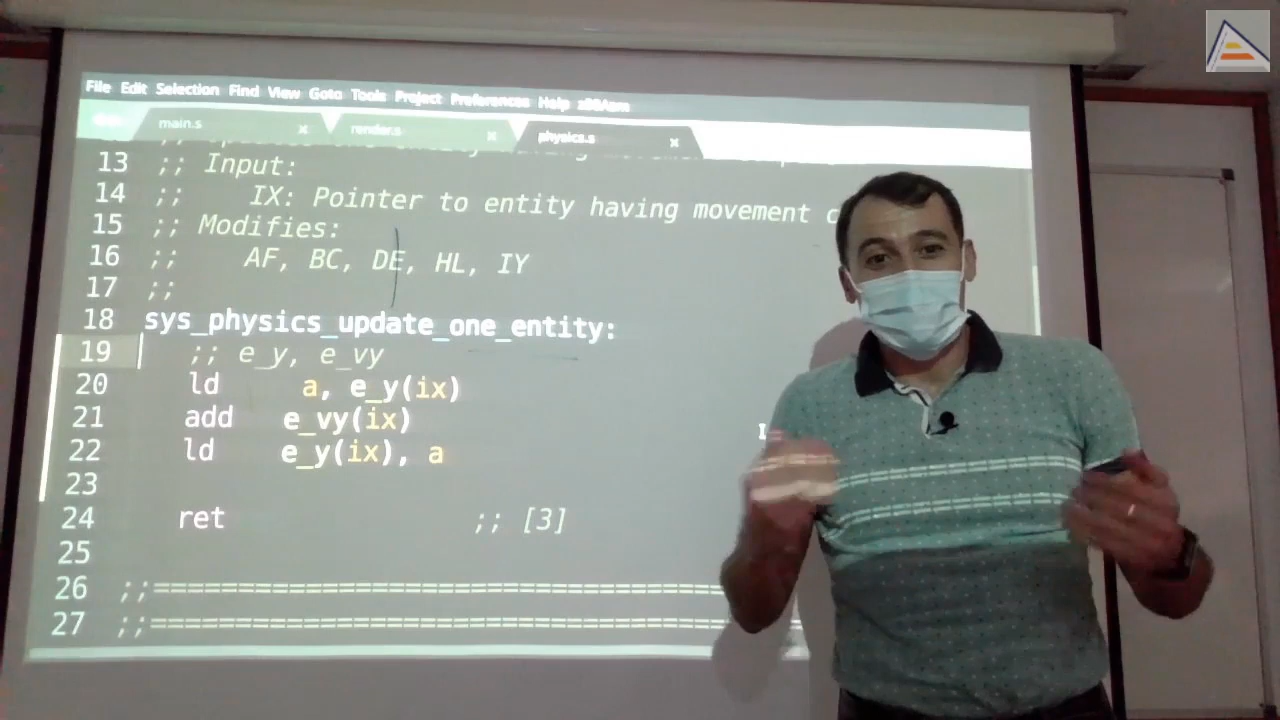 File Edit Selection Find View Goto Tools Project Preferences Help
main.s x render.s x physics.s x
13 ;; Input:
14 ;; IX: Pointer to entity having movement c
15 ;; Modifies:
16 ;; AF, BC, DE, HL, IY
17 ;;
18 sys_physics_update_one_entity:
19 ;; e_y, e_vy
20 ld a, e_y(ix)
21 add e_vy(ix)
22 ld e_y(ix), a
23
24 ret ;; [3]
25
26 ;;==========================================
27 ;;==========================================